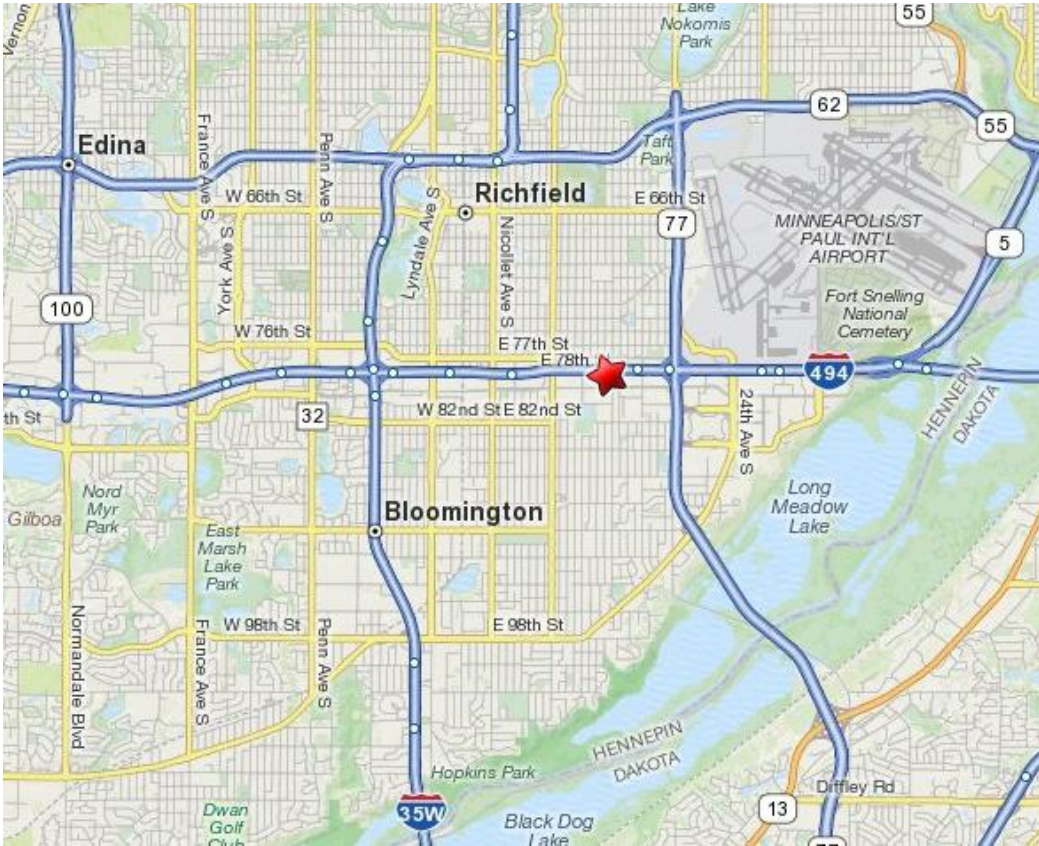 Vernon
55
Lake
Nokomis
Park
62
55
Edina
France Ave S
Penn Ave S
Taft
Park
W 66th St
Richfield
E 66th St
77
MINNEAPOLIS/ST
PAUL INT'L
AIRPORT
5
York Ave S
Lyndale Ave S
Nicollet Ave S
100
Fort Snelling
National
Cemetery
W 76th St
E 77th St
E 78th
494
HENNEPIN
DAKOTA
th St
32
W 82nd St
E 82nd St
24th Ave S
Nord
Myr
Park
Gilboa
Long
Meadow
Lake
Bloomington
East
Marsh
Lake
Park
W 98th St
E 98th St
Normandale Blvd
France Ave S
Penn Ave S
HENNEPIN
DAKOTA
Hopkins Park
Diffley Rd
13
35W
Dwan
Golf
Club
Black Dog
Lake
77